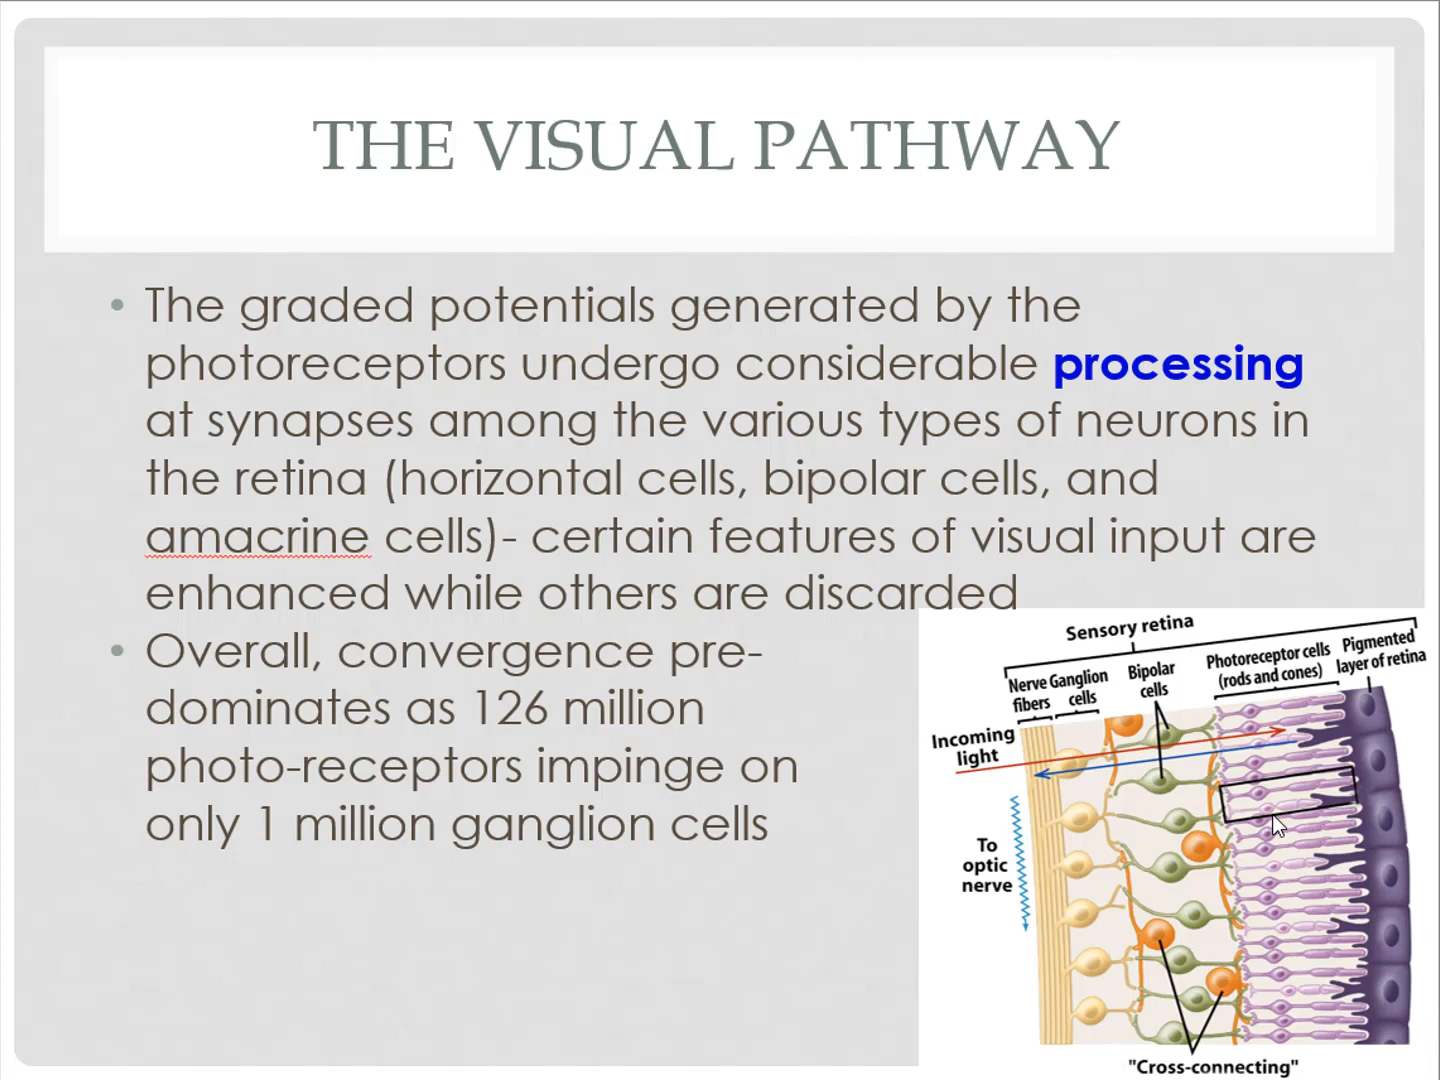 THE VISUAL PATHWAY
• The graded potentials generated by the
photoreceptors undergo considerable processing
at synapses among the various types of neurons in
the retina (horizontal cells, bipolar cells, and
amacrine cells)- certain features of visual input are
enhanced while others are discarded
• Overall, convergence pre-
dominates as 126 million
photo-receptors impinge on
only 1 million ganglion cells
Sensory retina
Nerve
fibers
Ganglion
cells
Bipolar
cells
Photoreceptor cells
(rods and cones)
Pigmented
layer of retina
Incoming
light
To
optic
nerve
"Cross-connecting"